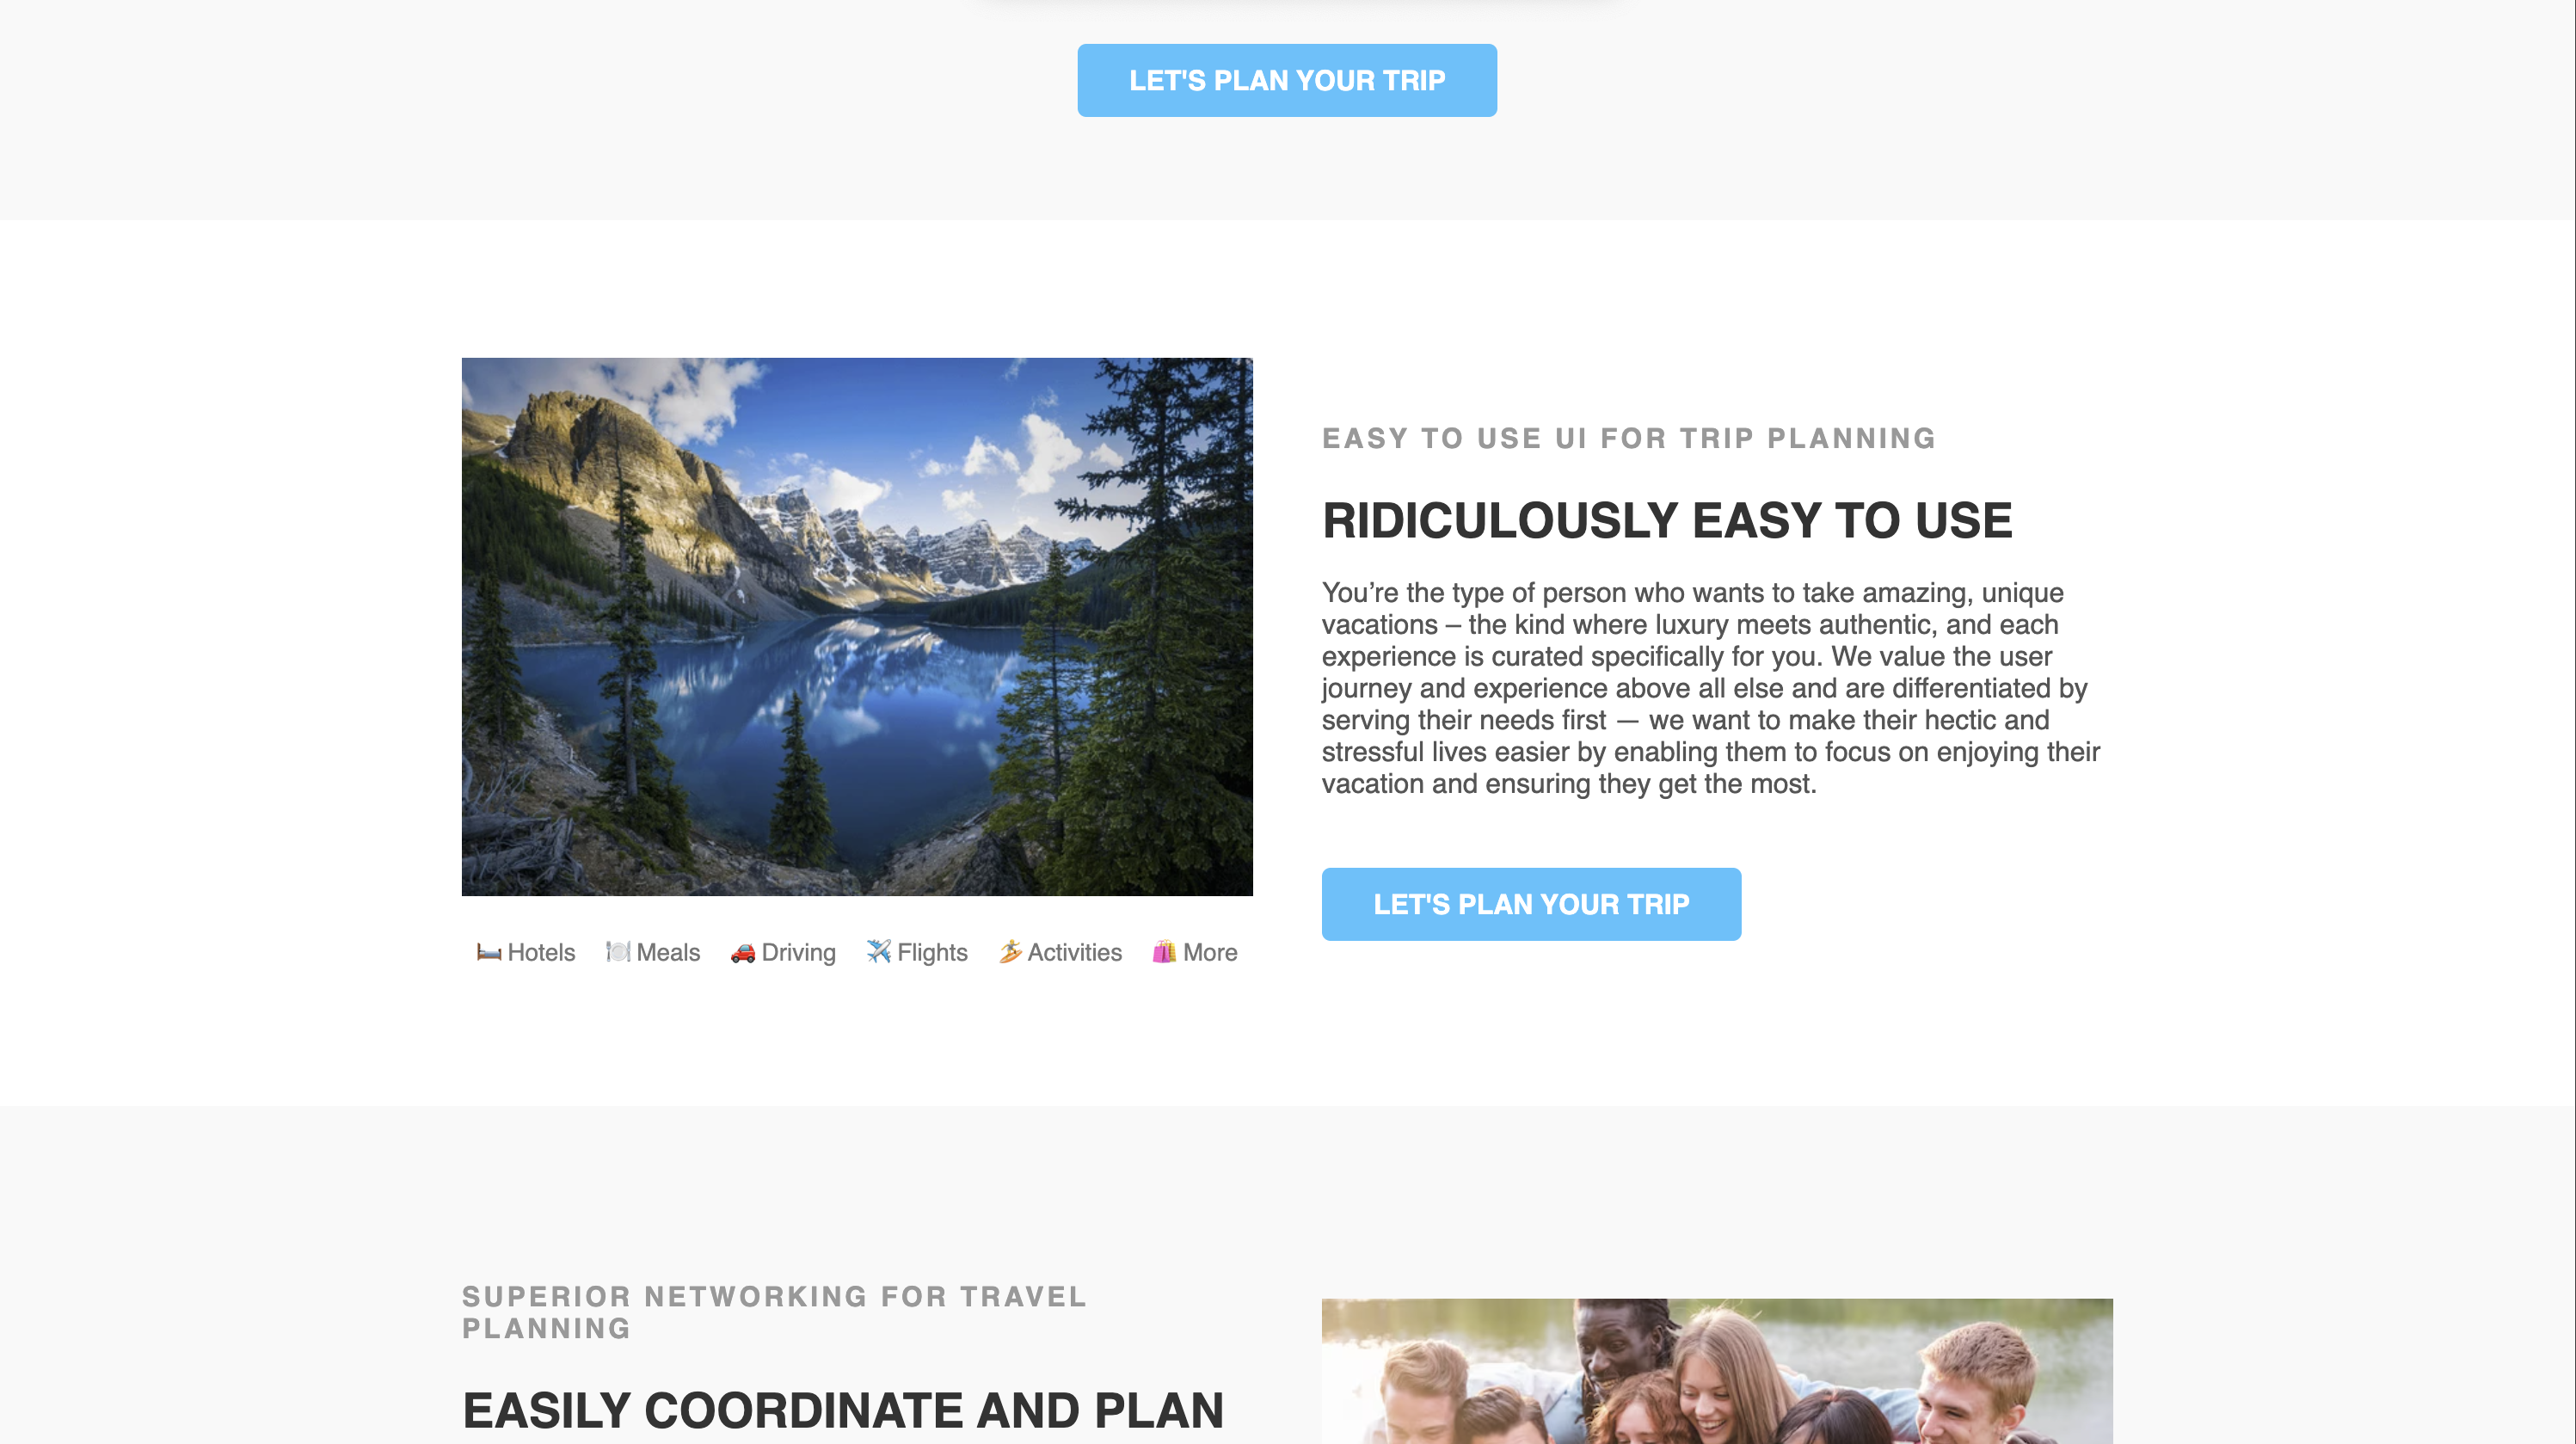 LET'S PLAN YOUR TRIP
EASY TO USE UI FOR TRIP PLANNING
RIDICULOUSLY EASY TO USE
You’re the type of person who wants to take amazing, unique
vacations – the kind where luxury meets authentic, and each
experience is curated specifically for you. We value the user
journey and experience above all else and are differentiated by
serving their needs first — we want to make their hectic and
stressful lives easier by enabling them to focus on enjoying their
vacation and ensuring they get the most.
LET'S PLAN YOUR TRIP
Hotels Meals Driving Flights Activities More
SUPERIOR NETWORKING FOR TRAVEL
PLANNING
EASILY COORDINATE AND PLAN